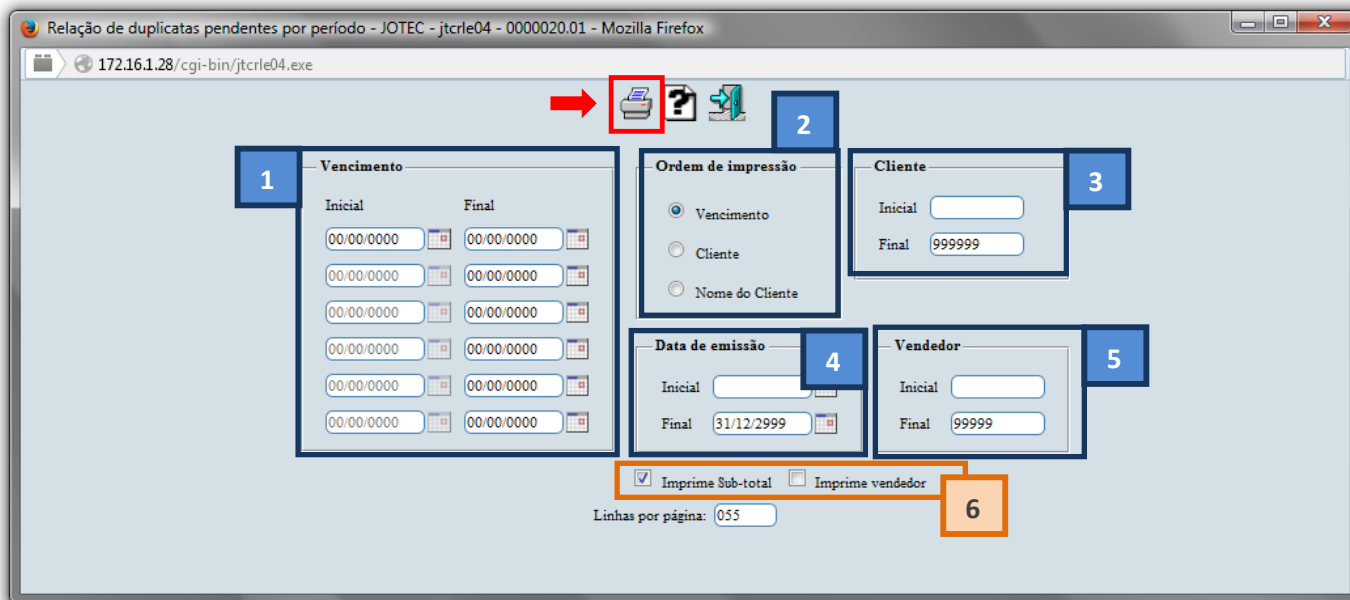 Relação de duplicatas pendentes por período - JOTEC - jtcrle04 - 0000020.01 - Mozilla Firefox
172.16.1.28/cgi-bin/jtcrle04.exe
1
Vencimento
Inicial Final
00/00/0000 00/00/0000
00/00/0000 00/00/0000
00/00/0000 00/00/0000
00/00/0000 00/00/0000
00/00/0000 00/00/0000
00/00/0000 00/00/0000
2
Ordem de impressão
Vencimento
Cliente
Nome do Cliente
3
Cliente
Inicial
Final 999999
4
Data de emissão
Inicial
Final 31/12/2999
5
Vendedor
Inicial
Final 99999
Imprime Sub-total Imprime vendedor
6
Linhas por página: 055